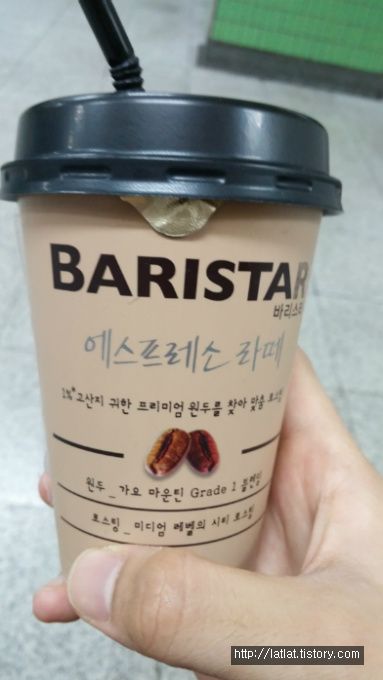 BARISTAR
바리스타
에스프레소 라떼
1%*고산지 귀한 프리미엄 원두를 찾아 맞춤 로스팅
원두_가요 마운틴 Grade 1 블렌딩
로스팅_미디엄 레벨의 시티 로스팅
http://latlat.tistory.com